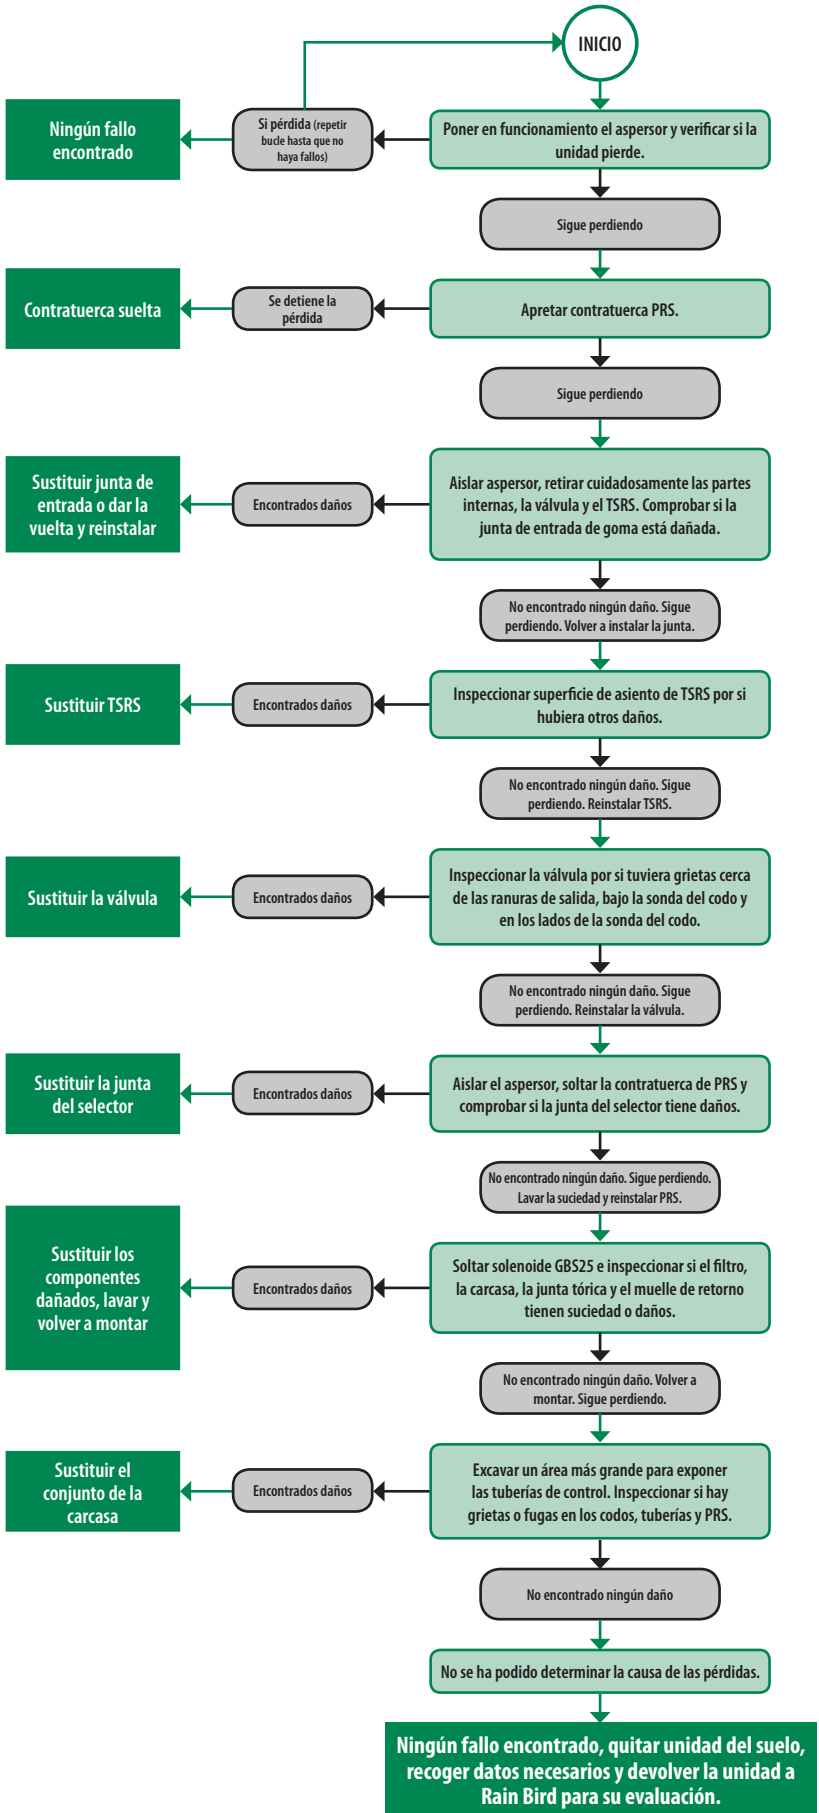 INICIO
Ningún fallo
encontrado
Si pérdida (repetir
bucle hasta que no
haya fallos)
Poner en funcionamiento el aspersor y verificar si la
unidad pierde.
Sigue perdiendo
Contratuerca suelta
Se detiene la
pérdida
Apretar contratuerca PRS.
Sigue perdiendo
Sustituir junta de
entrada o dar la
vuelta y reinstalar
Encontrados daños
Aislar aspersor, retirar cuidadosamente las partes
internas, la válvula y el TSRS. Comprobar si la
junta de entrada de goma está dañada.
No encontrado ningún daño. Sigue
perdiendo. Volver a instalar la junta.
Sustituir TSRS
Encontrados daños
Inspeccionar superficie de asiento de TSRS por si
hubiera otros daños.
No encontrado ningún daño. Sigue
perdiendo. Reinstalar TSRS.
Sustituir la válvula
Encontrados daños
Inspeccionar la válvula por si tuviera grietas cerca
de las ranuras de salida, bajo la sonda del codo y
en los lados de la sonda del codo.
No encontrado ningún daño. Sigue
perdiendo. Reinstalar la válvula.
Sustituir la junta
del selector
Encontrados daños
Aislar el aspersor, soltar la contratuerca de PRS y
comprobar si la junta del selector tiene daños.
No encontrado ningún daño. Sigue perdiendo.
Lavar la suciedad y reinstalar PRS.
Sustituir los
componentes
dañados, lavar y
volver a montar
Encontrados daños
Soltar solenoide GBS25 e inspeccionar si el filtro,
la carcasa, la junta tórica y el muelle de retorno
tienen suciedad o daños.
No encontrado ningún daño. Volver a
montar. Sigue perdiendo.
Sustituir el
conjunto de la
carcasa
Encontrados daños
Excavar un área más grande para exponer
las tuberías de control. Inspeccionar si hay
grietas o fugas en los codos, tuberías y PRS.
No encontrado ningún daño
No se ha podido determinar la causa de las pérdidas.
Ningún fallo encontrado, quitar unidad del suelo,
recoger datos necesarios y devolver la unidad a
Rain Bird para su evaluación.